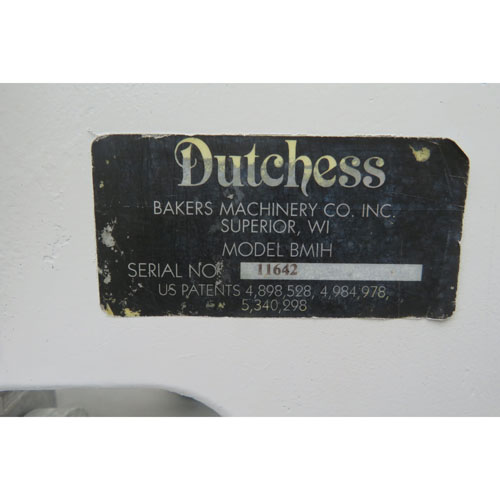 Dutchess
BAKERS MACHINERY CO. INC.
SUPERIOR, WI
MODEL BMIH
SERIAL NO. 11642
US PATENTS 4,898,528, 4,984,978,
5,340,298